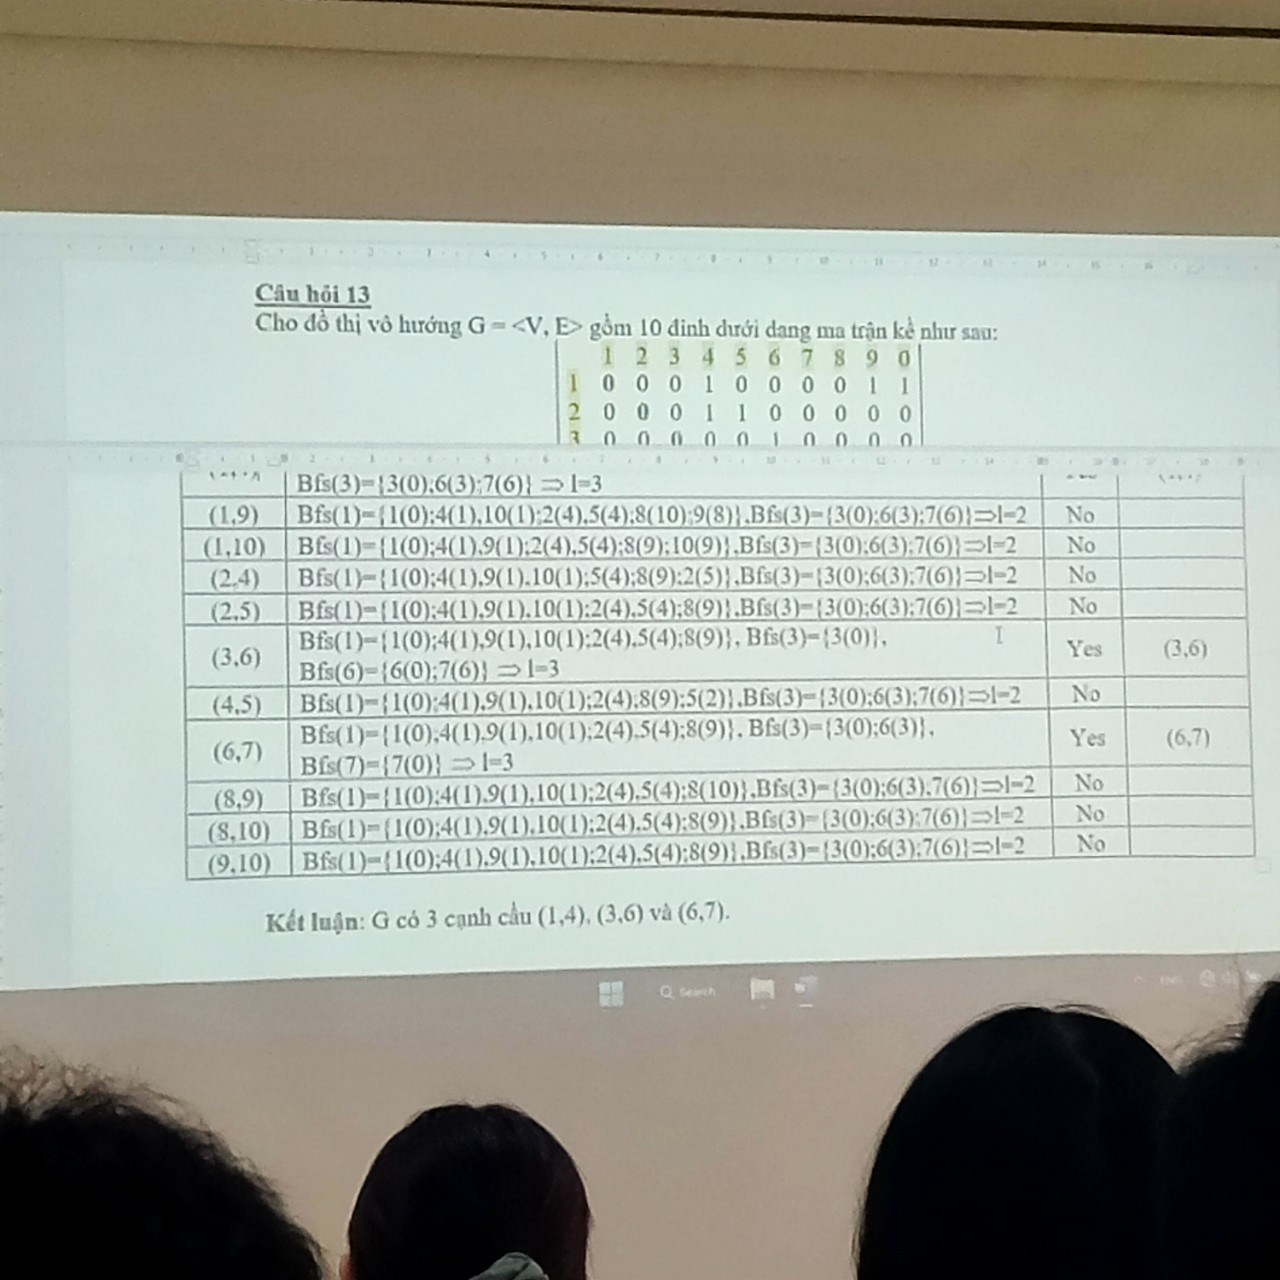 Câu hỏi 13
Cho đồ thị vô hướng G = <V, E> gồm 10 đỉnh dưới dạng ma trận kề như sau:
1 2 3 4 5 6 7 8 9 0
1 0 0 0 1 0 0 0 0 1 1
2 0 0 0 1 1 0 0 0 0 0
3 0 0 0 0 0 1 0 0 0 0
Bfs(3)={3(0);6(3);7(6)} ⇒ l=3
(1,9) Bfs(1)={1(0);4(1),10(1);2(4),5(4);8(10);9(8)},Bfs(3)={3(0);6(3);7(6)}⇒l=2 No
(1,10) Bfs(1)={1(0);4(1),9(1);2(4),5(4);8(9);10(9)},Bfs(3)={3(0);6(3);7(6)}⇒l=2 No
(2,4) Bfs(1)={1(0);4(1),9(1),10(1);5(4);8(9);2(5)},Bfs(3)={3(0);6(3);7(6)}⇒l=2 No
(2,5) Bfs(1)={1(0);4(1),9(1),10(1);2(4),5(4);8(9)},Bfs(3)={3(0);6(3);7(6)}⇒l=2 No
(3,6) Bfs(1)={1(0);4(1),9(1),10(1);2(4),5(4);8(9)}, Bfs(3)={3(0)}, Yes (3,6)
Bfs(6)={6(0);7(6)} ⇒ l=3
(4,5) Bfs(1)={1(0);4(1),9(1),10(1);2(4);8(9);5(2)},Bfs(3)={3(0);6(3);7(6)}⇒l=2 No
(6,7) Bfs(1)={1(0);4(1),9(1),10(1);2(4),5(4);8(9)}, Bfs(3)={3(0);6(3)}, Yes (6,7)
Bfs(7)={7(0)} ⇒ l=3
(8,9) Bfs(1)={1(0);4(1),9(1),10(1);2(4),5(4);8(10)},Bfs(3)={3(0);6(3);7(6)}⇒l=2 No
(8,10) Bfs(1)={1(0);4(1),9(1),10(1);2(4),5(4);8(9)},Bfs(3)={3(0);6(3);7(6)}⇒l=2 No
(9,10) Bfs(1)={1(0);4(1),9(1),10(1);2(4),5(4);8(9)},Bfs(3)={3(0);6(3);7(6)}⇒l=2 No
Kết luận: G có 3 cạnh cầu (1,4), (3,6) và (6,7).
Search